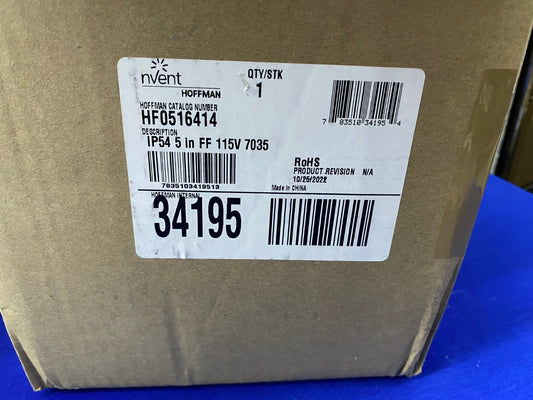 nvent
HOFFMAN
QTY/STK
1
HOFFMAN CATALOG NUMBER
HF0516414
DESCRIPTION
IP54 5 in FF 115V 7035
7835103419513
7 83510 34195 4
RoHS
PRODUCT REVISION N/A
10/25/2022
Made in CHINA
HOFFMAN INTERNAL
34195